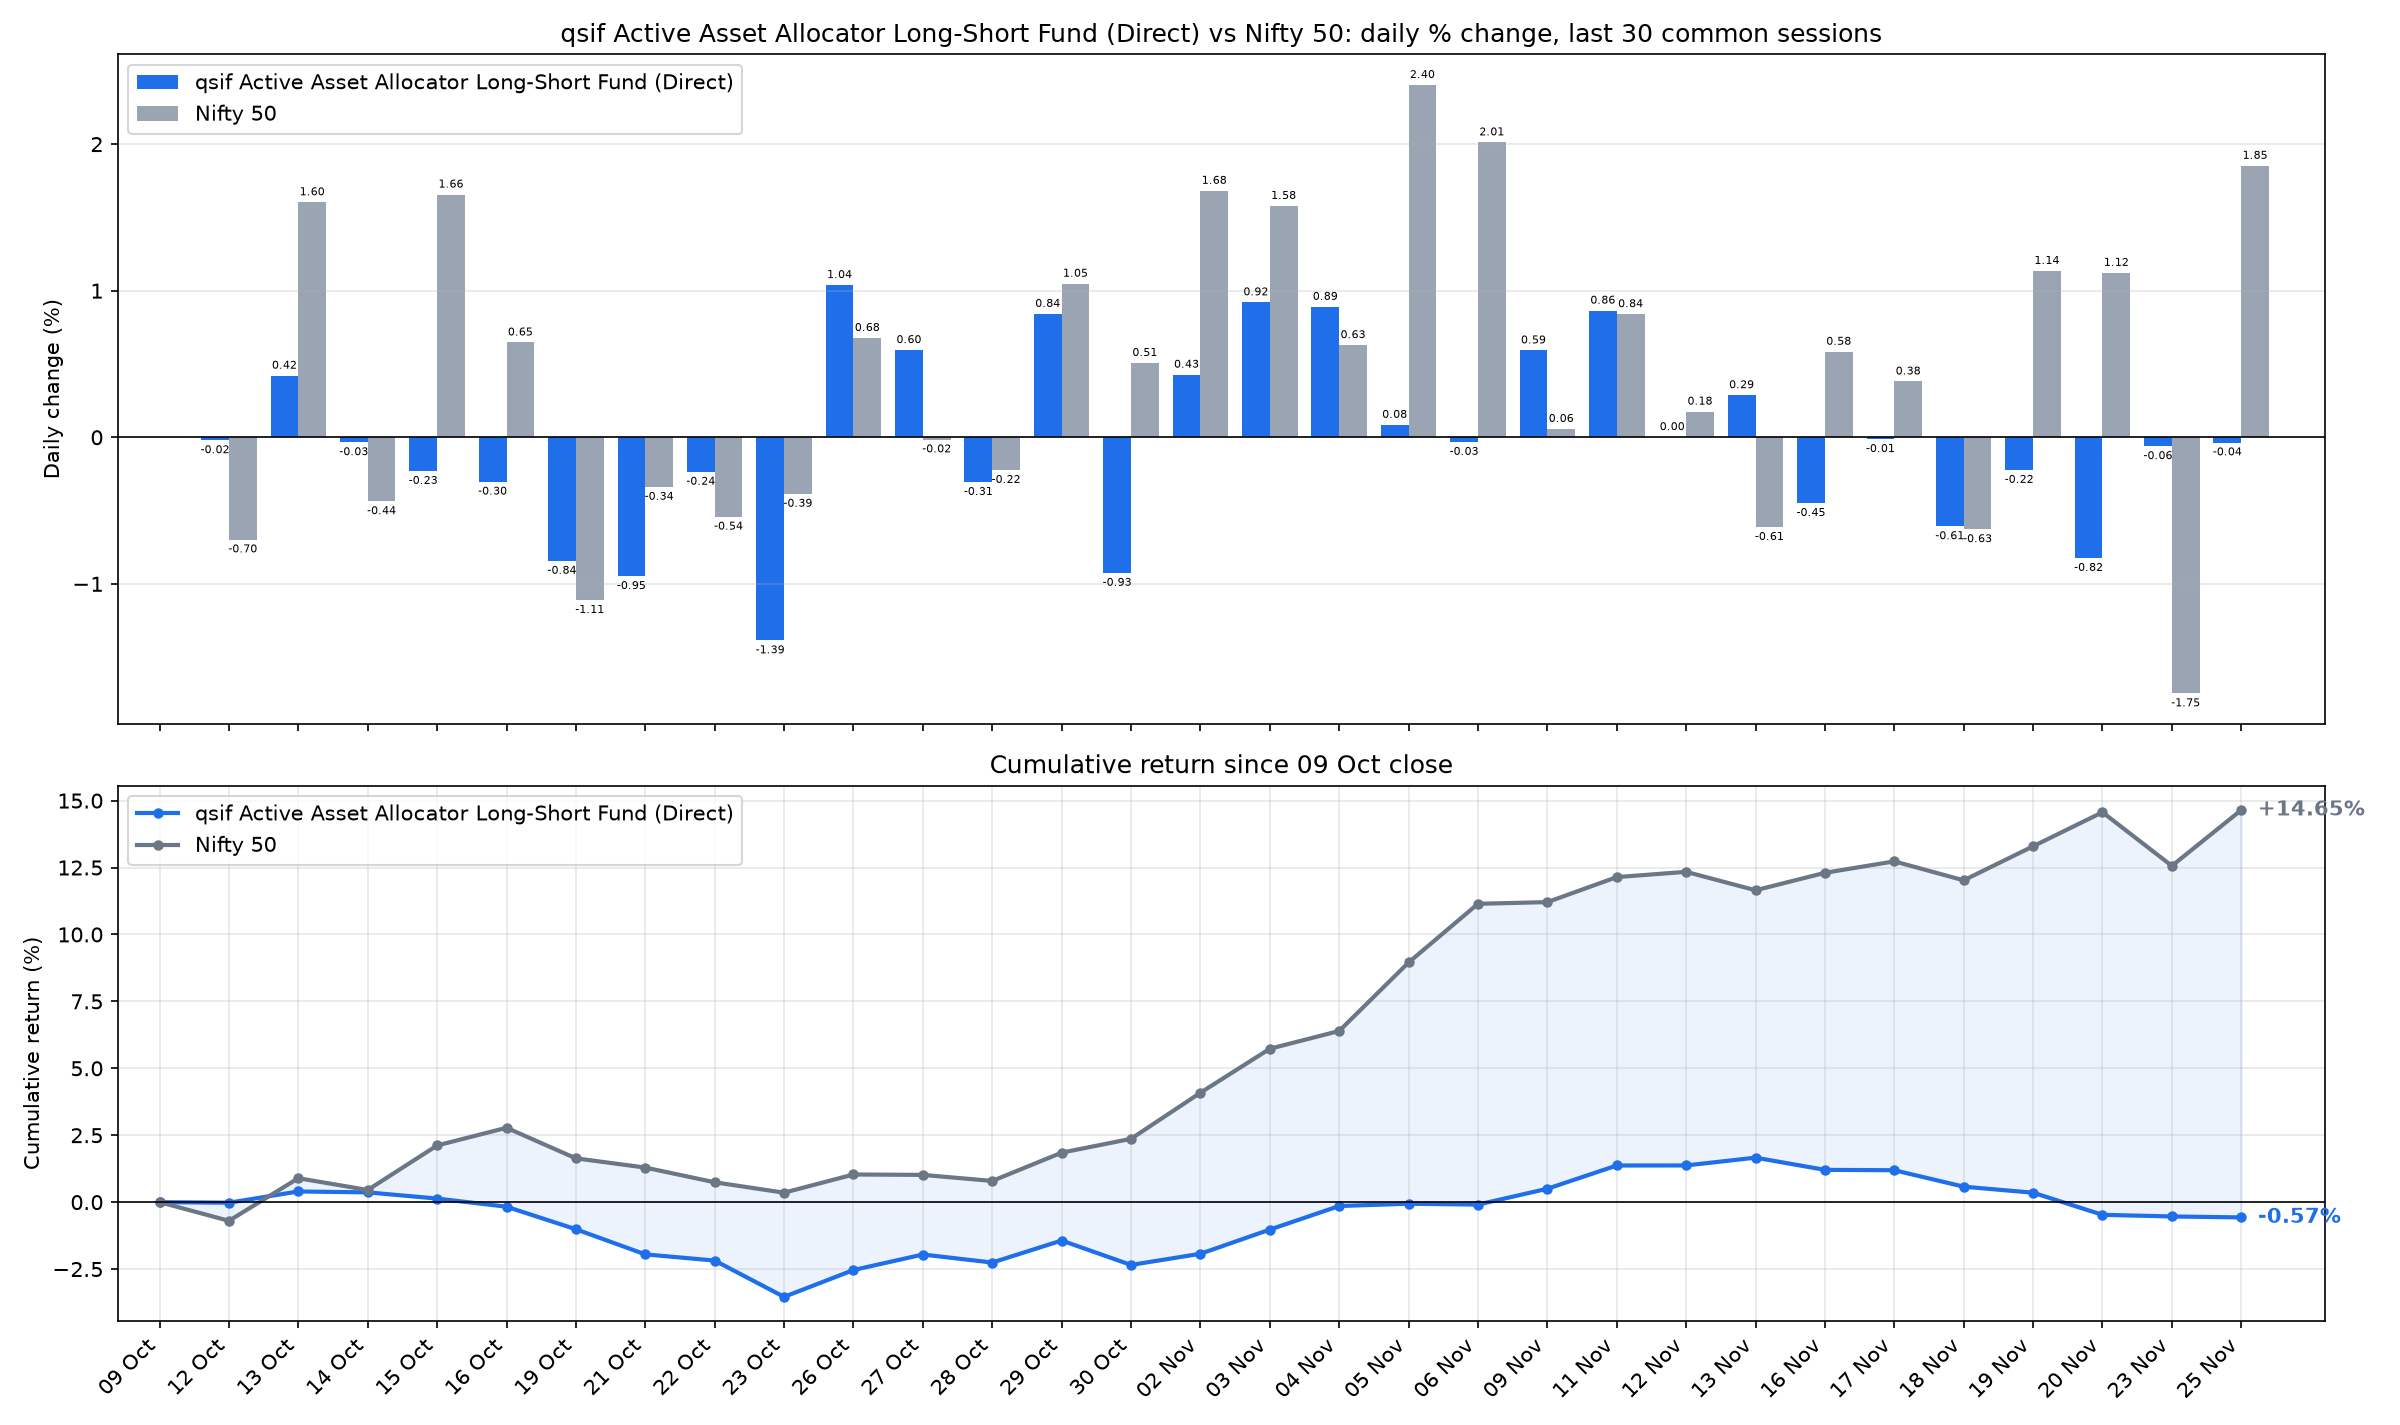 qsif Active Asset Allocator Long-Short Fund (Direct) vs Nifty 50: daily % change, last 30 common sessions
qsif Active Asset Allocator Long-Short Fund (Direct)
Nifty 50
Daily change (%)
2
1
0
−1
-0.02
-0.70
0.42
1.60
-0.03
-0.44
-0.23
1.66
-0.30
0.65
-0.84
-1.11
-0.95
-0.34
-0.24
-0.54
-1.39
-0.39
1.04
0.68
0.60
-0.02
-0.31
-0.22
0.84
1.05
-0.93
0.51
0.43
1.68
0.92
1.58
0.89
0.63
0.08
2.40
-0.03
2.01
0.59
0.06
0.86
0.84
0.00
0.18
0.29
-0.61
-0.45
0.58
-0.01
0.38
-0.61
-0.63
-0.22
1.14
-0.82
1.12
-0.06
-1.75
-0.04
1.85
Cumulative return since 09 Oct close
qsif Active Asset Allocator Long-Short Fund (Direct)
Nifty 50
Cumulative return (%)
15.0
12.5
10.0
7.5
5.0
2.5
0.0
−2.5
+14.65%
-0.57%
09 Oct
12 Oct
13 Oct
14 Oct
15 Oct
16 Oct
19 Oct
21 Oct
22 Oct
23 Oct
26 Oct
27 Oct
28 Oct
29 Oct
30 Oct
02 Nov
03 Nov
04 Nov
05 Nov
06 Nov
09 Nov
11 Nov
12 Nov
13 Nov
16 Nov
17 Nov
18 Nov
19 Nov
20 Nov
23 Nov
25 Nov